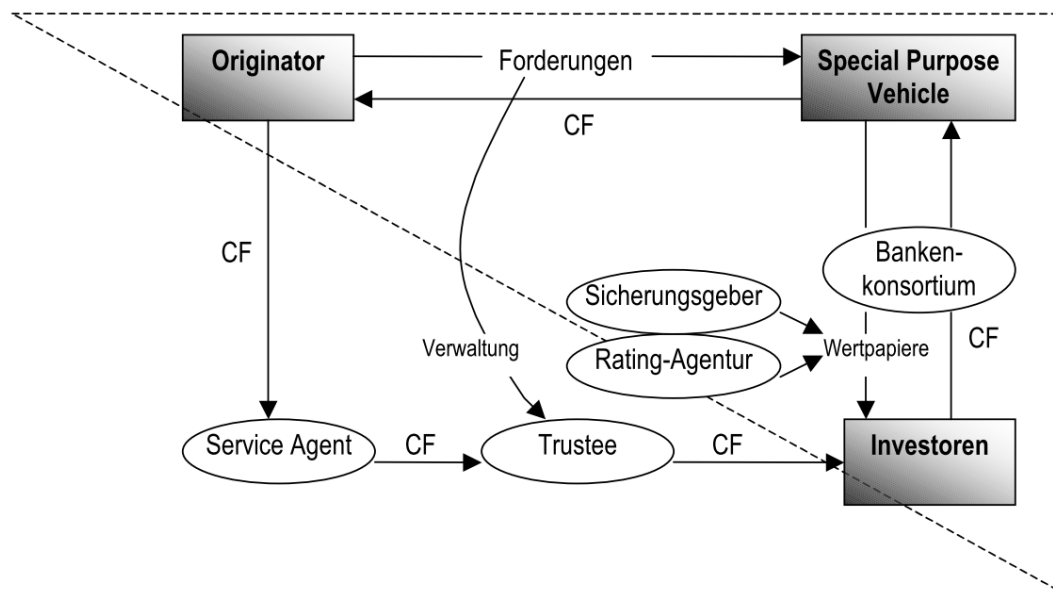 Originator
Forderungen
Special Purpose
Vehicle
CF
CF
Banken-
konsortium
Sicherungsgeber
Verwaltung
Rating-Agentur
Wertpapiere
CF
Service Agent
CF
Trustee
CF
Investoren